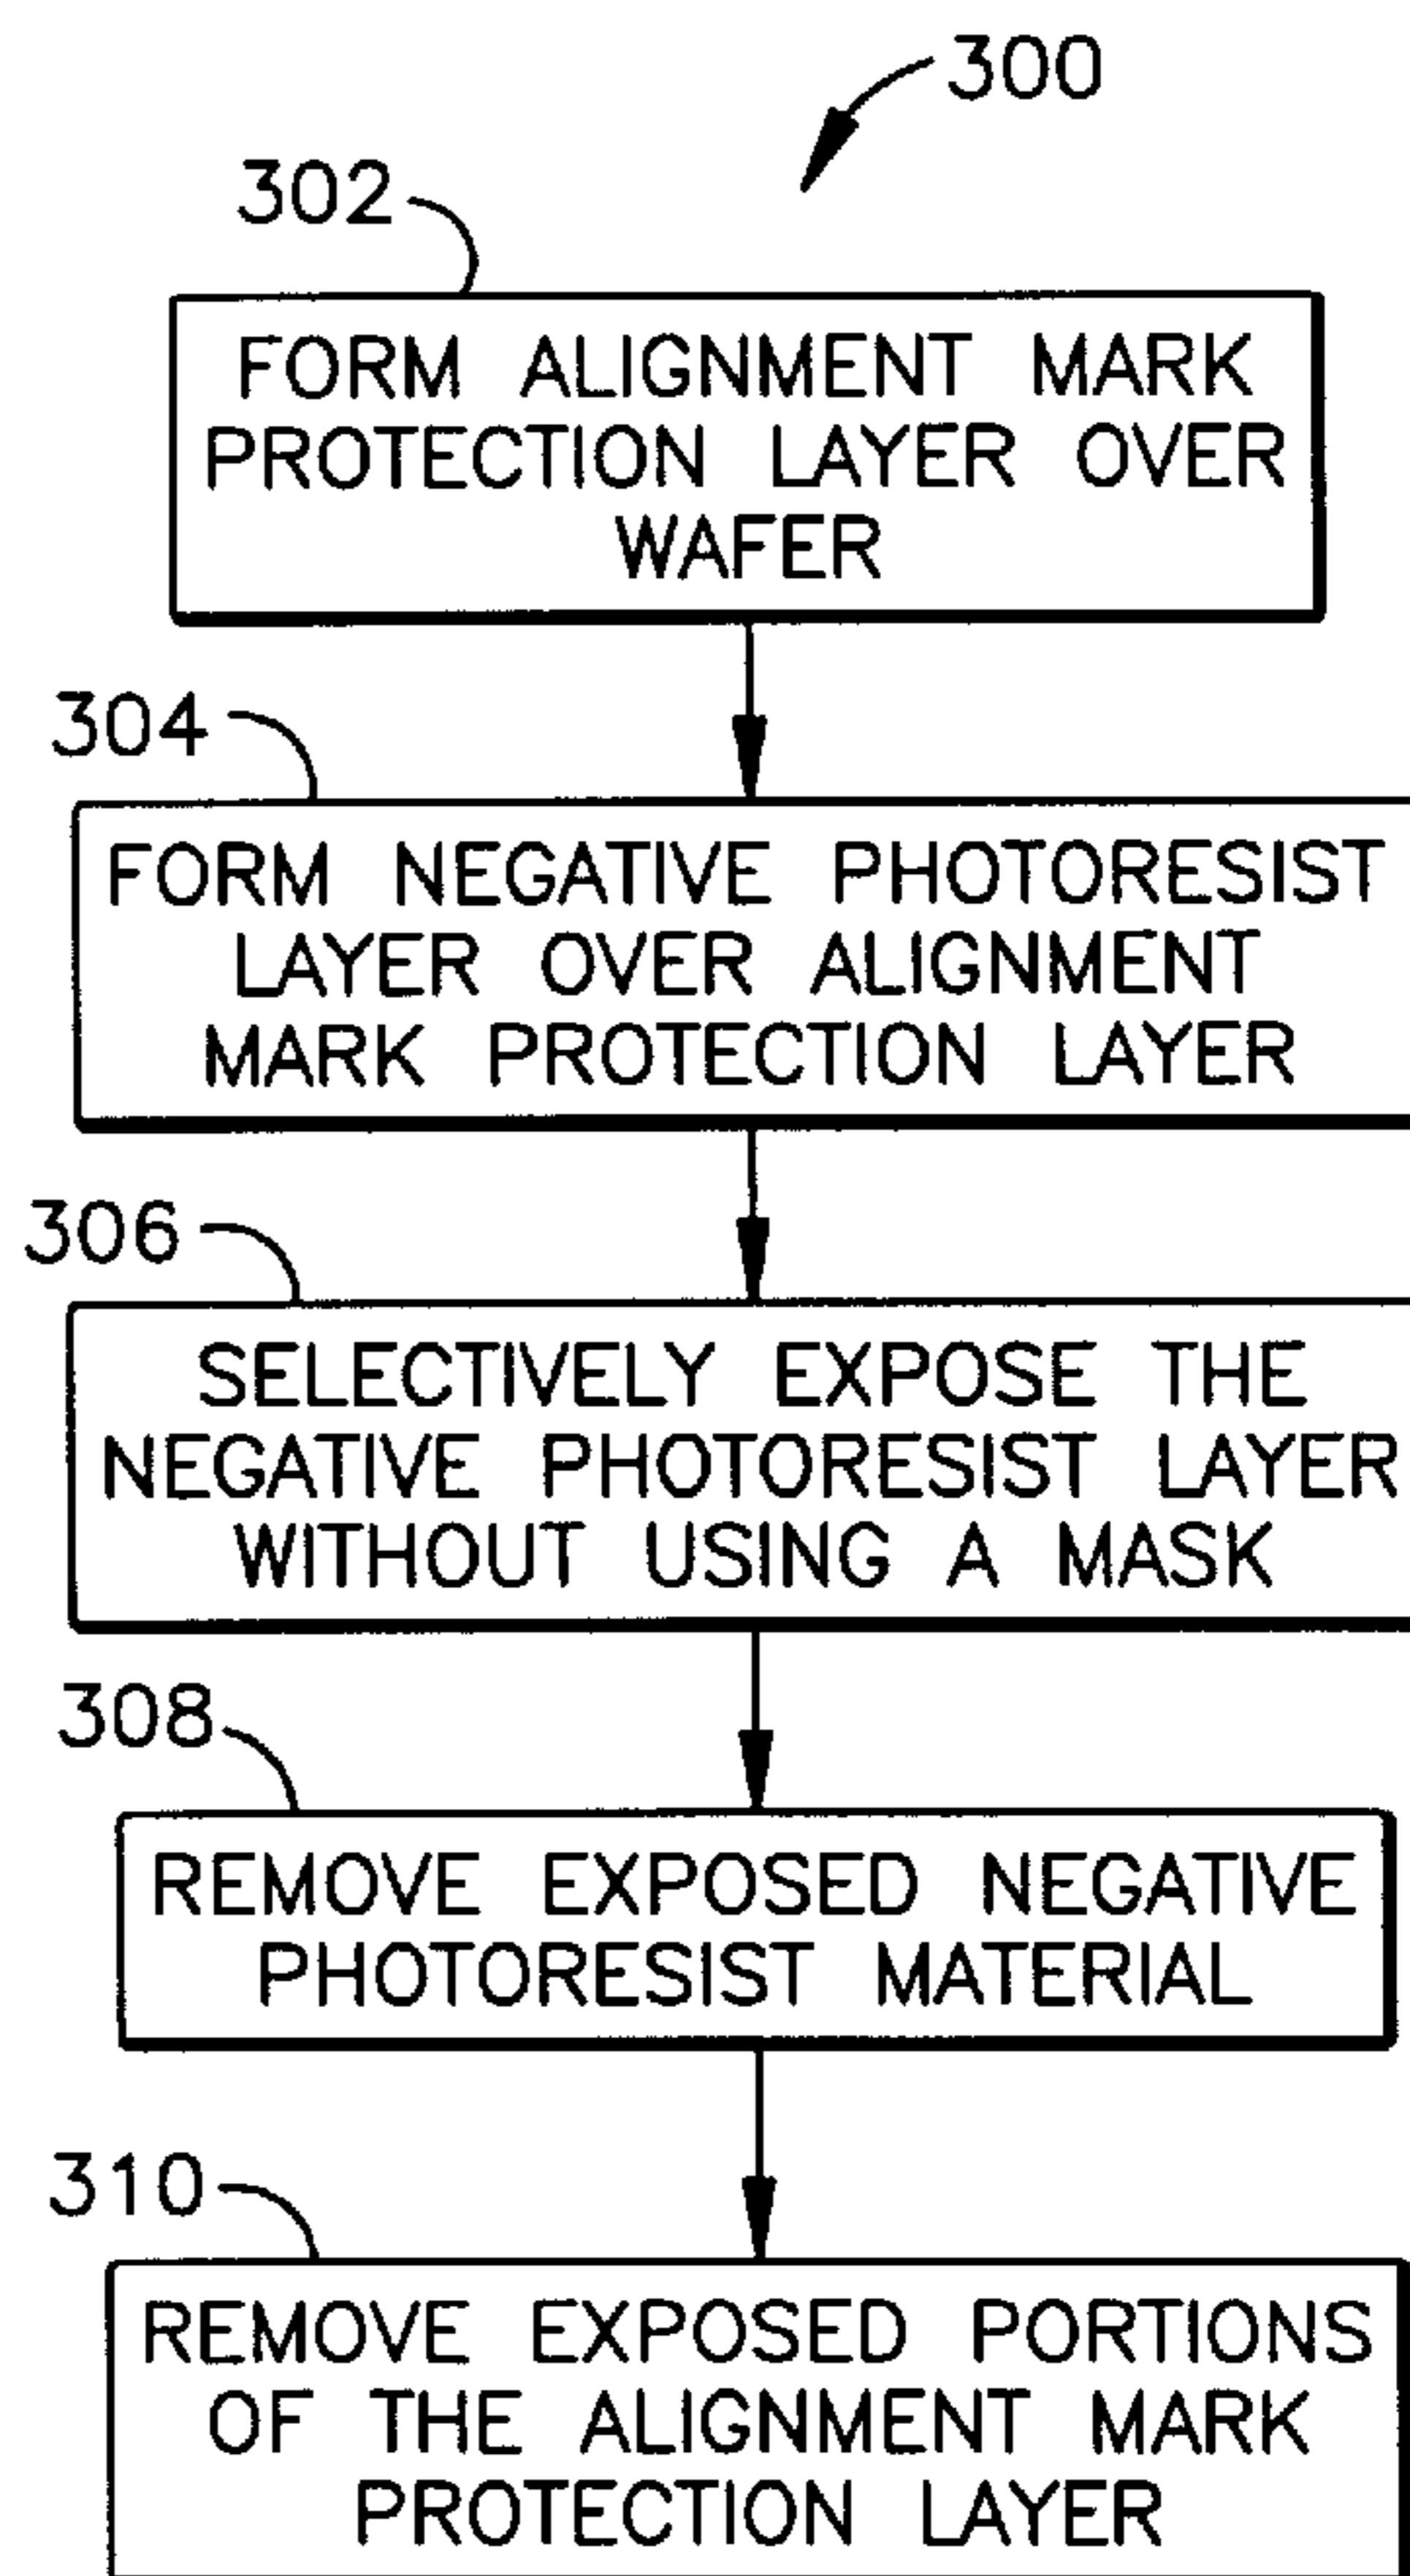 300
302
FORM ALIGNMENT MARK
PROTECTION LAYER OVER
WAFER
304
FORM NEGATIVE PHOTORESIST
LAYER OVER ALIGNMENT
MARK PROTECTION LAYER
306
SELECTIVELY EXPOSE THE
NEGATIVE PHOTORESIST LAYER
WITHOUT USING A MASK
308
REMOVE EXPOSED NEGATIVE
PHOTORESIST MATERIAL
310
REMOVE EXPOSED PORTIONS
OF THE ALIGNMENT MARK
PROTECTION LAYER